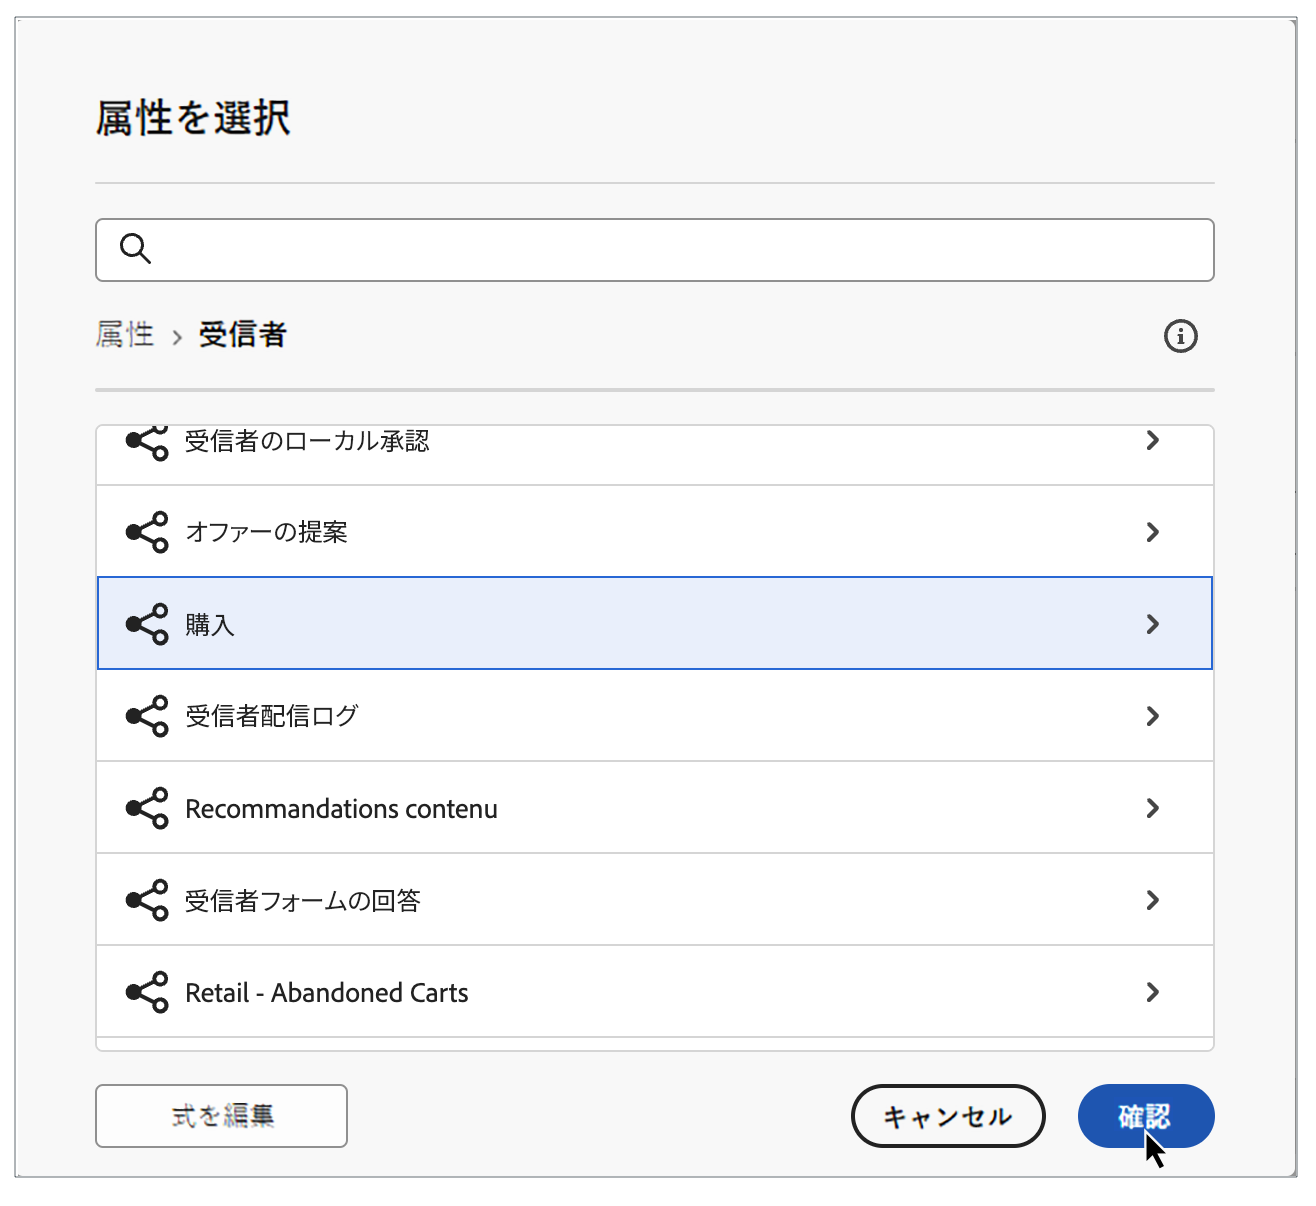 属性を選択
属性 › 受信者
受信者のローカル承認
オファーの提案
購入
受信者配信ログ
Recommandations contenu
受信者フォームの回答
Retail - Abandoned Carts
式を編集
キャンセル
確認